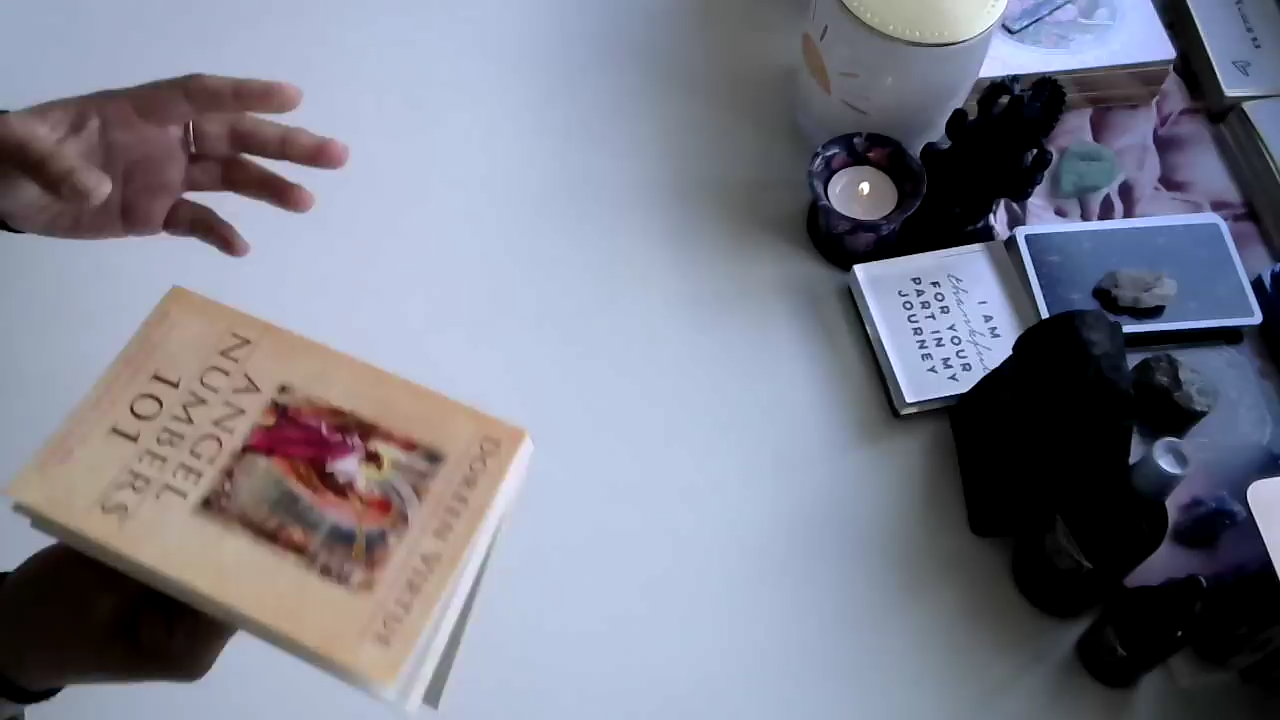 ANGEL
NUMBERS
101
DOREEN VIRTUE
I AM
thankful
FOR YOUR
PART IN MY
JOURNEY